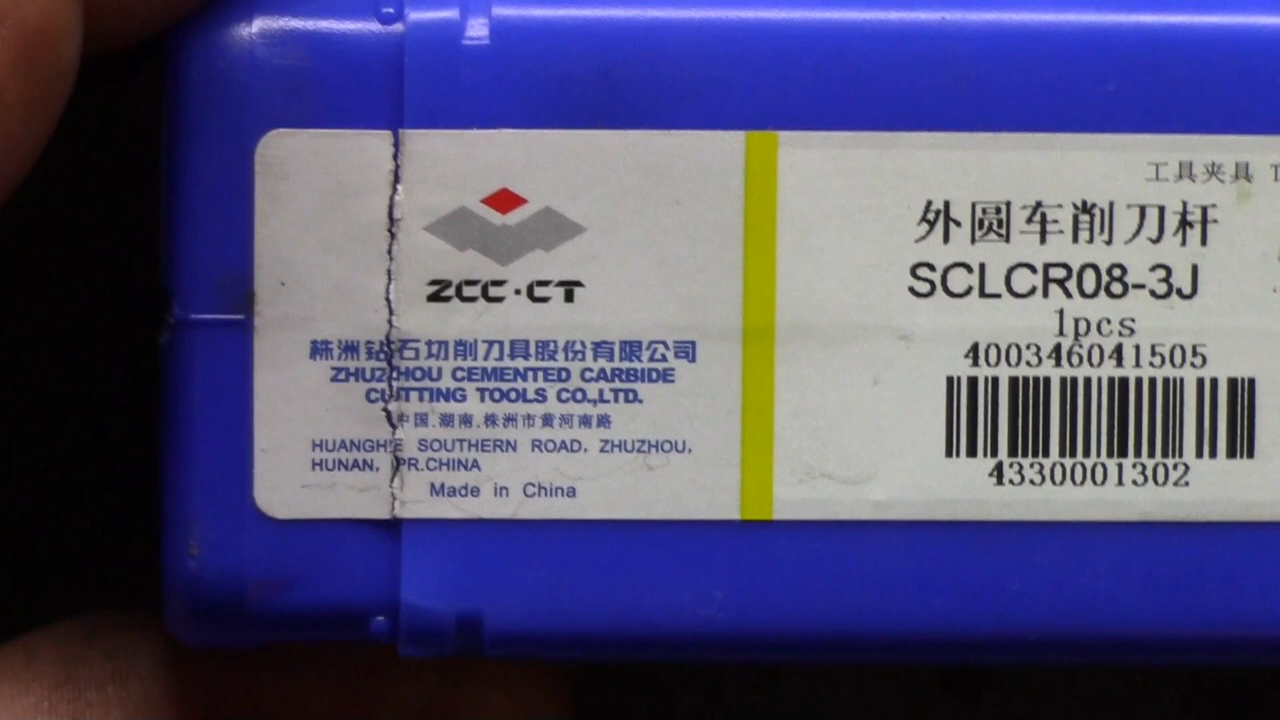 ZCC·CT
株洲钻石切削刀具股份有限公司
ZHUZHOU CEMENTED CARBIDE
CUTTING TOOLS CO.,LTD.
中国.湖南.株洲市黄河南路
HUANGHE SOUTHERN ROAD, ZHUZHOU,
HUNAN, PR.CHINA
Made in China
工具夹具
外圆车削刀杆
SCLCR08-3J
1pcs
400346041505
4330001302